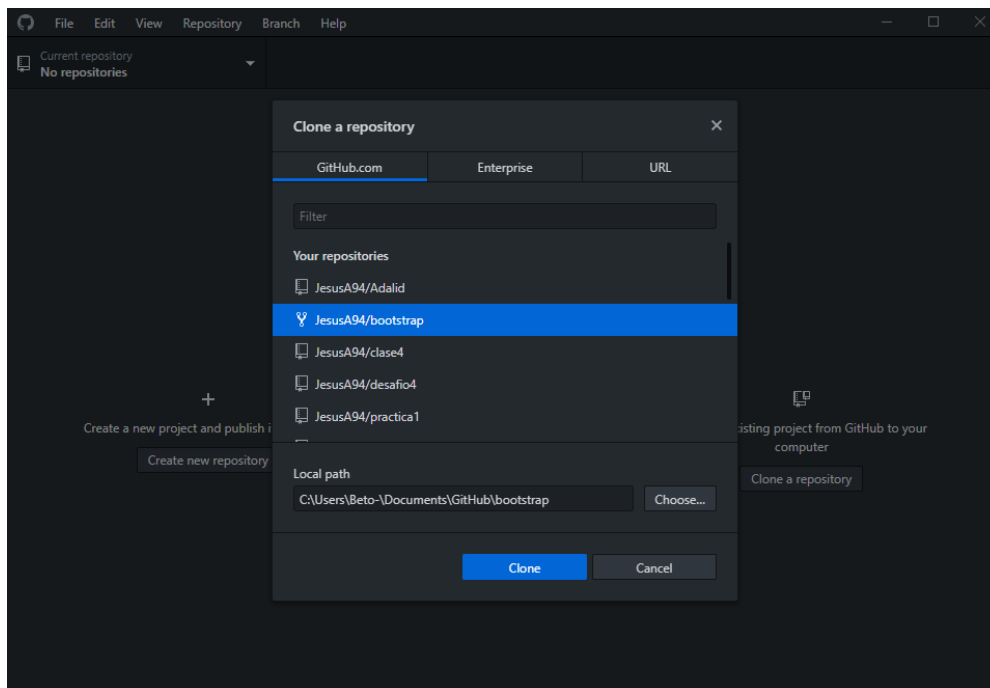 File Edit View Repository Branch Help
Current repository
No repositories
Clone a repository
GitHub.com Enterprise URL
Filter
Your repositories
JesusA94/Adalid
JesusA94/bootstrap
JesusA94/clase4
JesusA94/desafio4
JesusA94/practica1
Create a new project and publish i
Create new repository
isting project from GitHub to your
computer
Clone a repository
Local path
C:\Users\Beto-\Documents\GitHub\bootstrap
Choose...
Clone Cancel